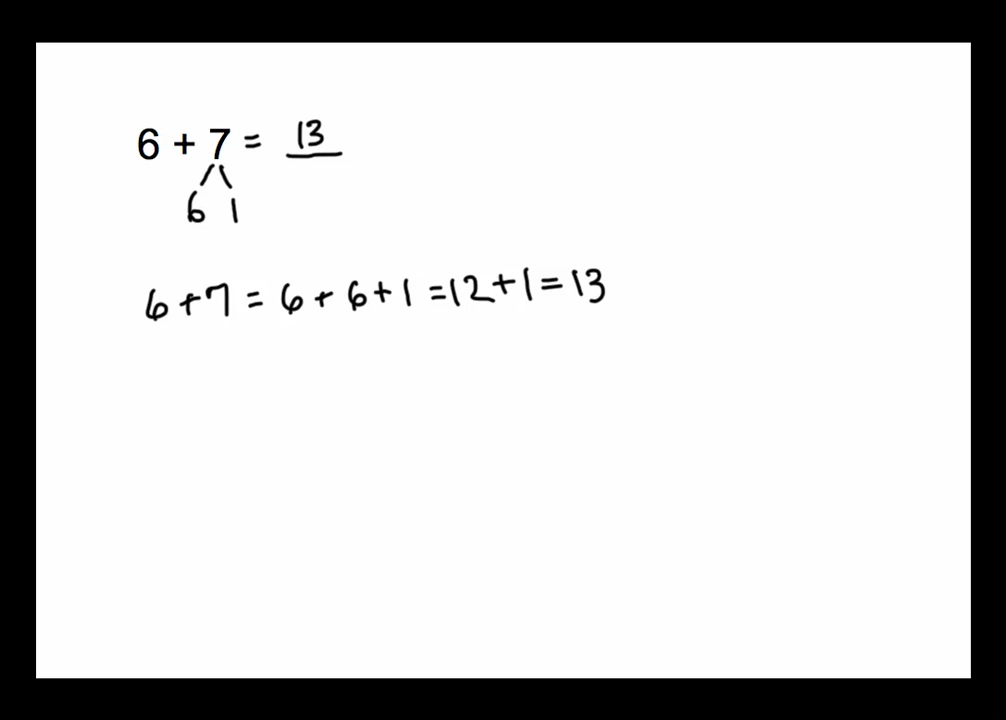 6 + 7 = 13
6 1
6+7 = 6+6+1 =12+1=13